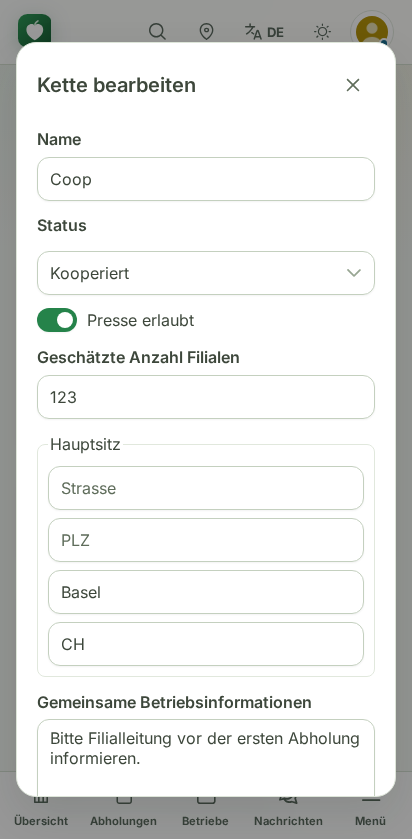 DE
Kette bearbeiten
Name
Coop
Status
Kooperiert
Presse erlaubt
Geschätzte Anzahl Filialen
123
Hauptsitz
Strasse
PLZ
Basel
CH
Gemeinsame Betriebsinformationen
Bitte Filialleitung vor der ersten Abholung
informieren.
Übersicht Abholungen Betriebe Nachrichten Menü